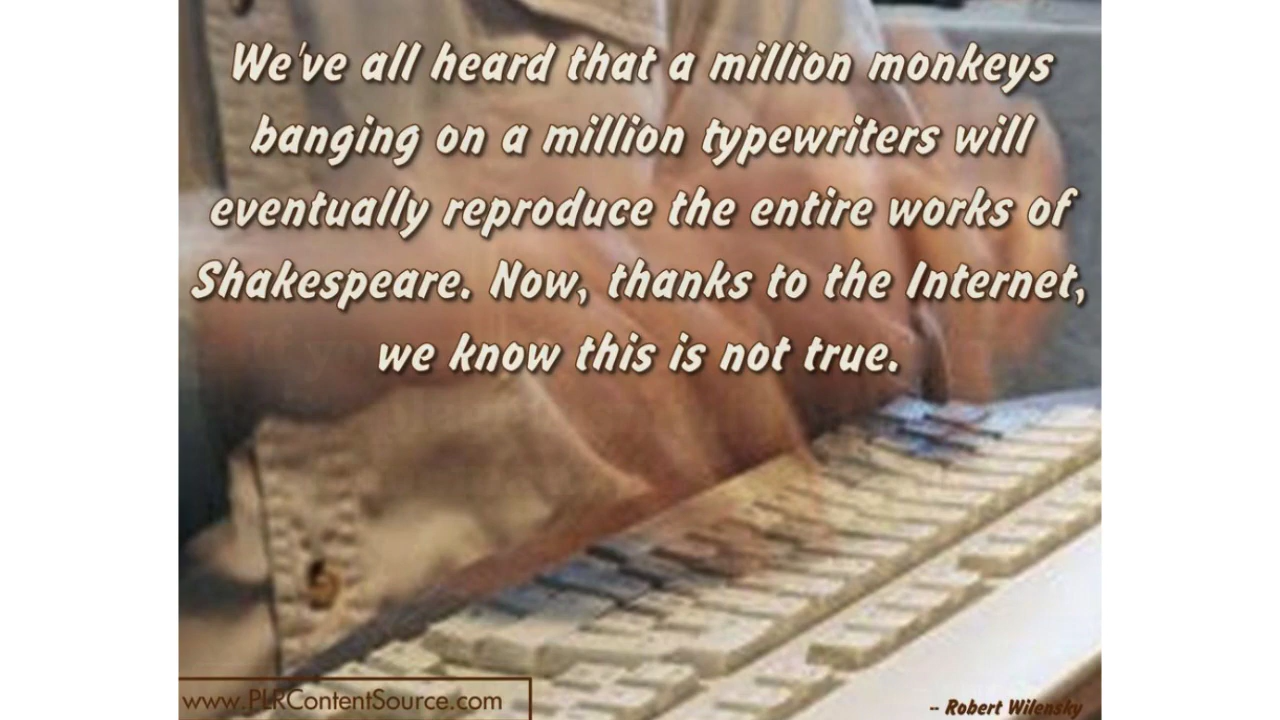 We've all heard that a million monkeys
banging on a million typewriters will
eventually reproduce the entire works of
Shakespeare. Now, thanks to the Internet,
we know this is not true.
www.PLRContentSource.com
-- Robert Wilensky